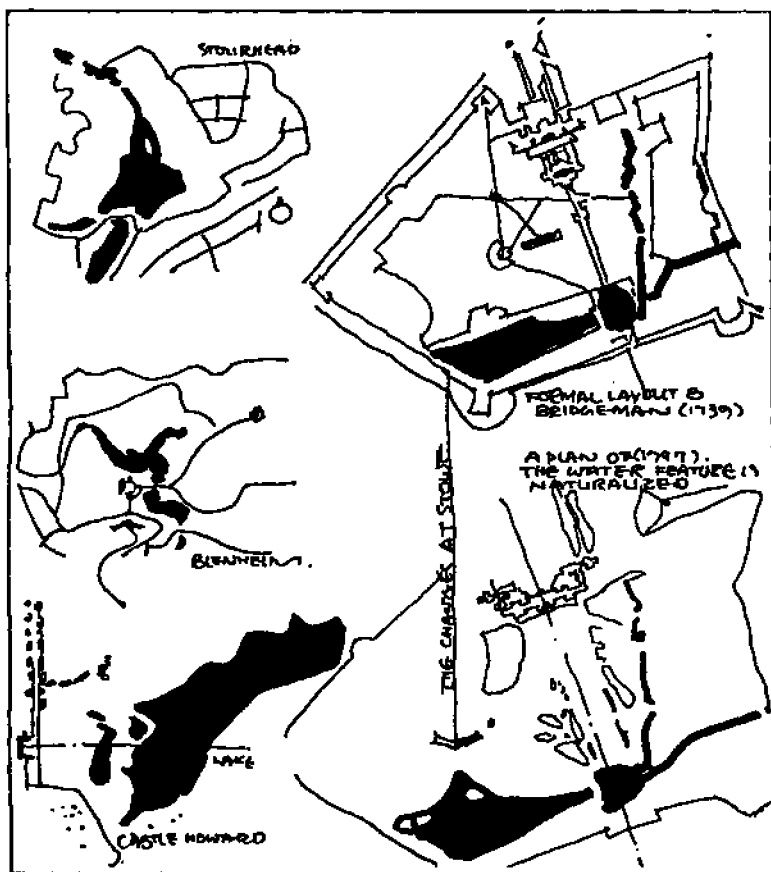 STOURHEAD
FORMAL LAYOUT B
BRIDGEMAN (1739)
A PLAN OF (1797).
THE WATER FEATURE IS
NATURALIZED
THE CHANGES AT STOWE
BLENHEIM.
LAKE
CASTLE HOWARD